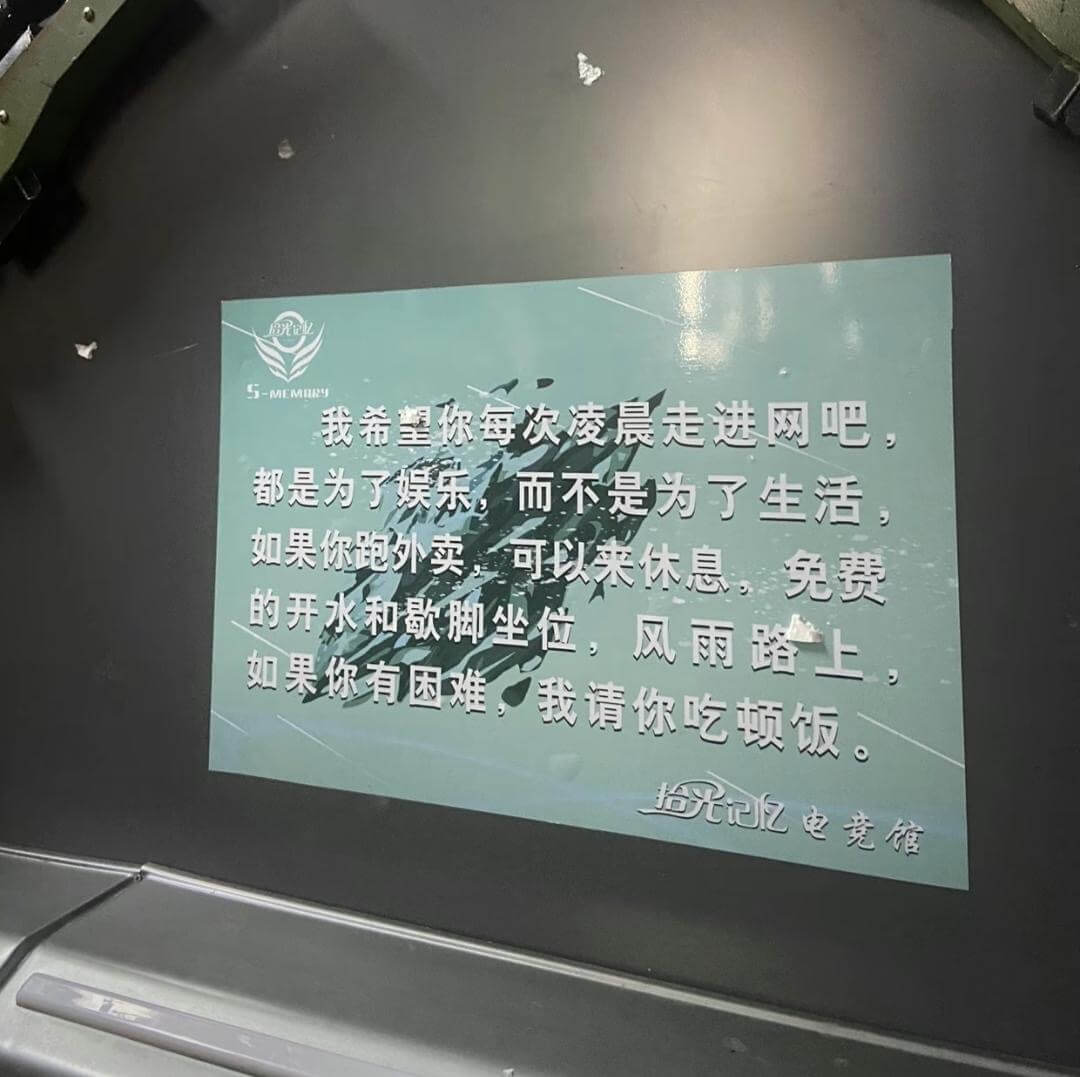 拾光记忆
S-MEMORY
我希望你每次凌晨走进网吧，
都是为了娱乐，而不是为了生活，
如果你跑外卖，可以来休息。免费
的开水和歇脚坐位，风雨路上，
如果你有困难，我请你吃顿饭。
拾光记忆 电竞馆